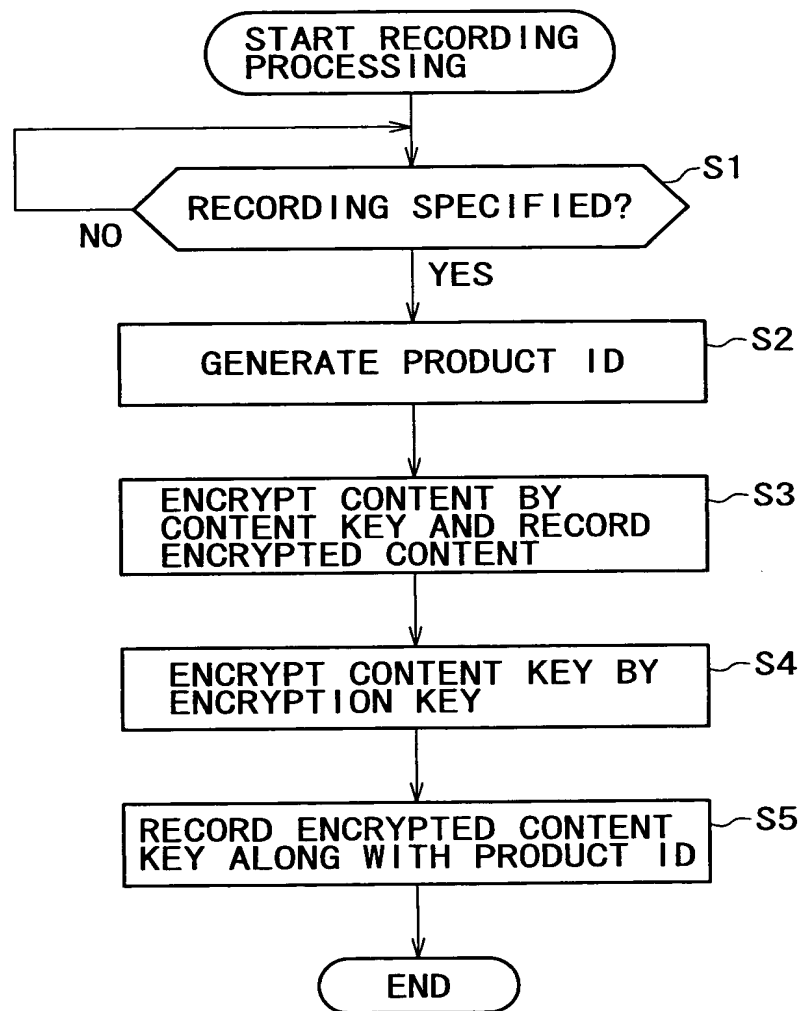 START RECORDING
PROCESSING
S1
RECORDING SPECIFIED?
NO
YES
S2
GENERATE PRODUCT ID
S3
ENCRYPT CONTENT BY
CONTENT KEY AND RECORD
ENCRYPTED CONTENT
S4
ENCRYPT CONTENT KEY BY
ENCRYPTION KEY
S5
RECORD ENCRYPTED CONTENT
KEY ALONG WITH PRODUCT ID
END